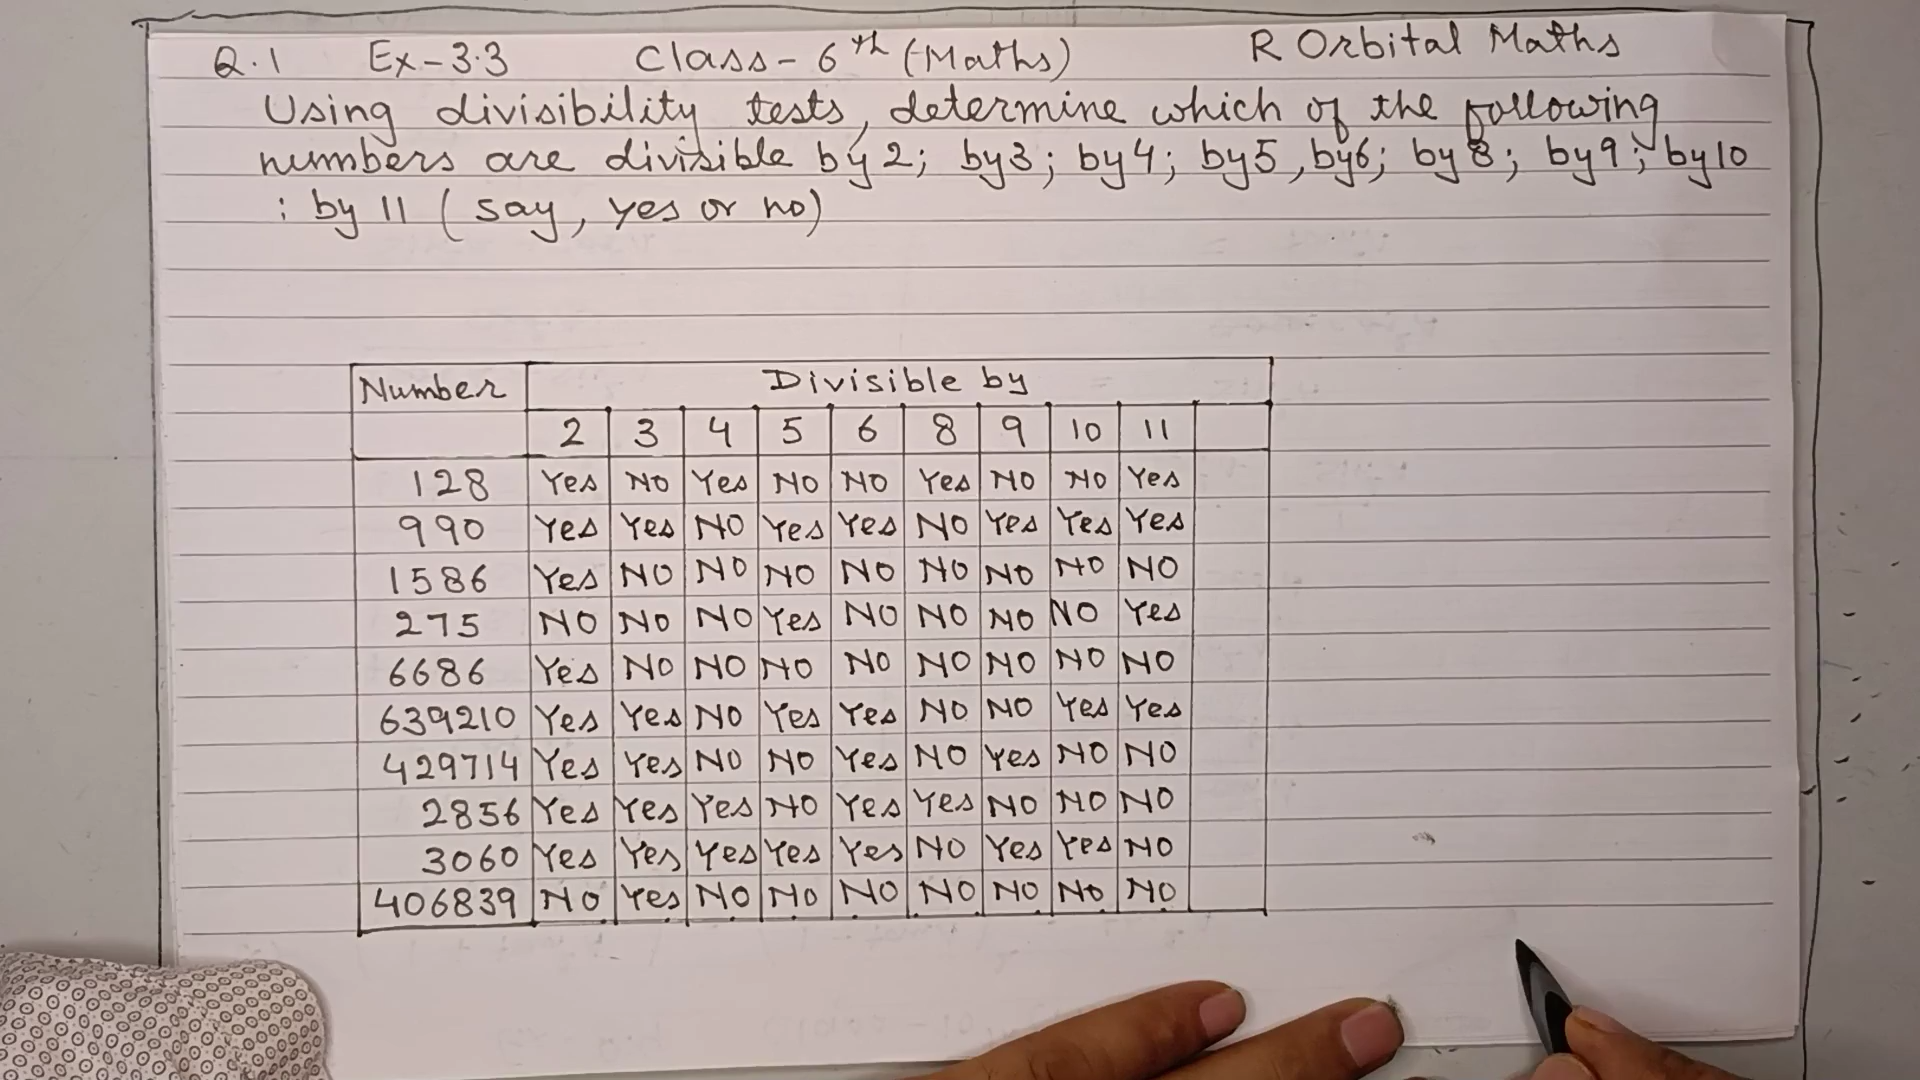 Q.1 Ex-3.3 Class-6th (Maths) R Orbital Maths
Using divisibility tests, determine which of the following
numbers are divisible by 2; by 3; by 4; by 5, by 6; by 8; by 9; by 10
; by 11 (say, yes or no)
Number Divisible by
2 3 4 5 6 8 9 10 11
128 Yes No Yes No No Yes No No Yes
990 Yes Yes No Yes Yes No Yes Yes Yes
1586 Yes No No No No No No No No
275 No No No Yes No No No No Yes
6686 Yes No No No No No No No No
639210 Yes Yes No Yes Yes No No Yes Yes
429714 Yes Yes No No Yes No Yes No No
2856 Yes Yes Yes No Yes Yes No No No
3060 Yes Yes Yes Yes Yes No Yes Yes No
406839 No Yes No No No No No No No